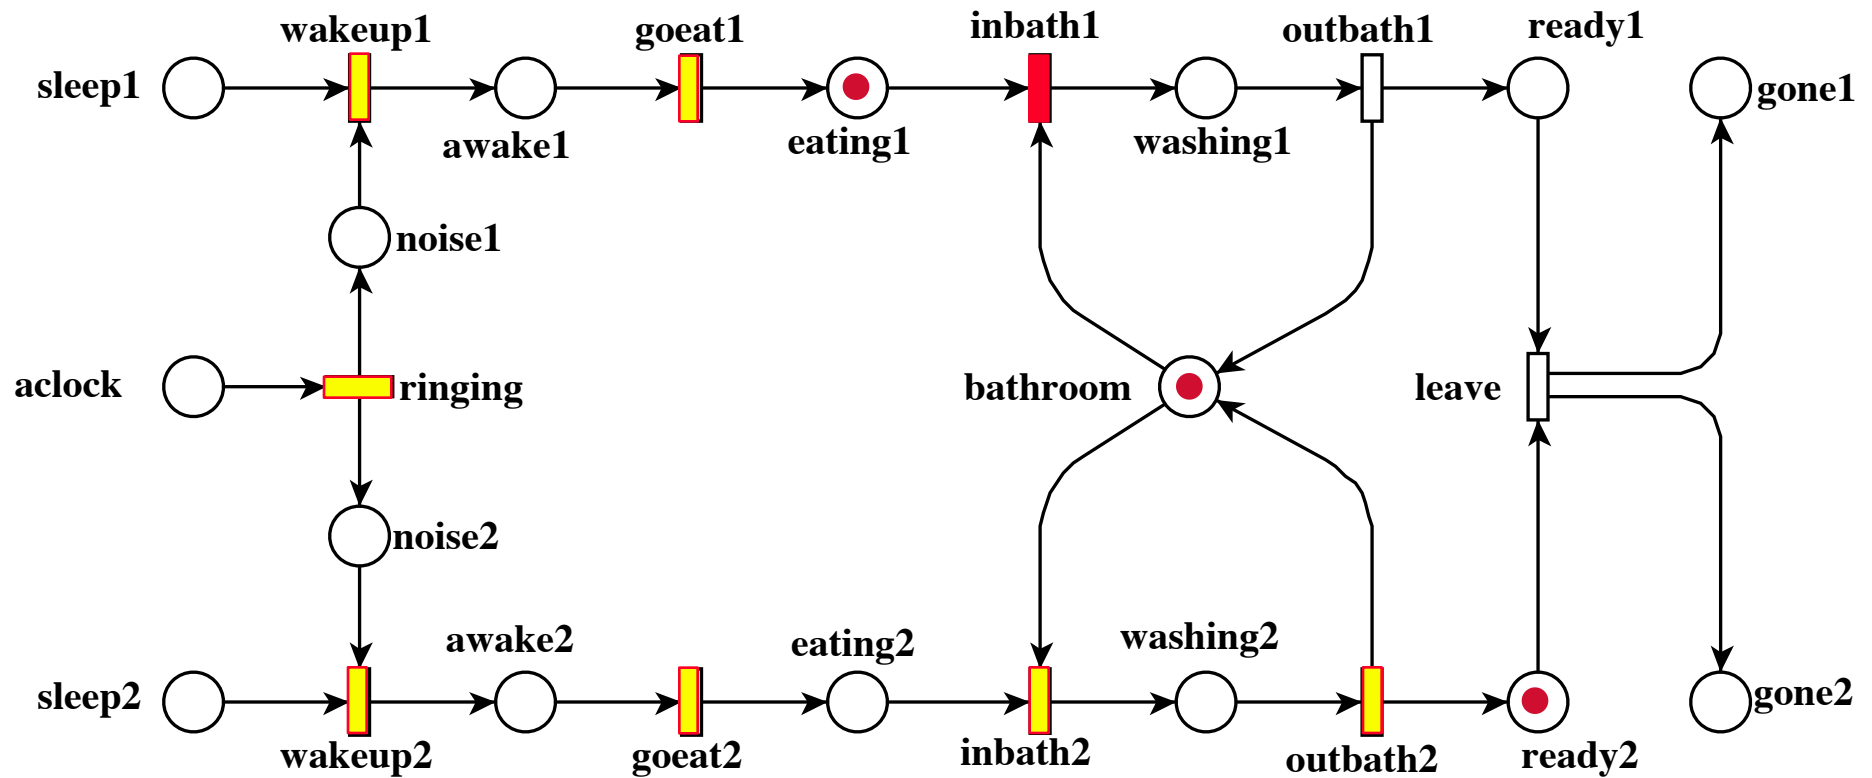 wakeup1
goeat1
inbath1
outbath1
ready1
sleep1
gone1
awake1
eating1
washing1
noise1
aclock
ringing
bathroom
leave
noise2
awake2
eating2
washing2
sleep2
gone2
wakeup2
goeat2
inbath2
outbath2
ready2